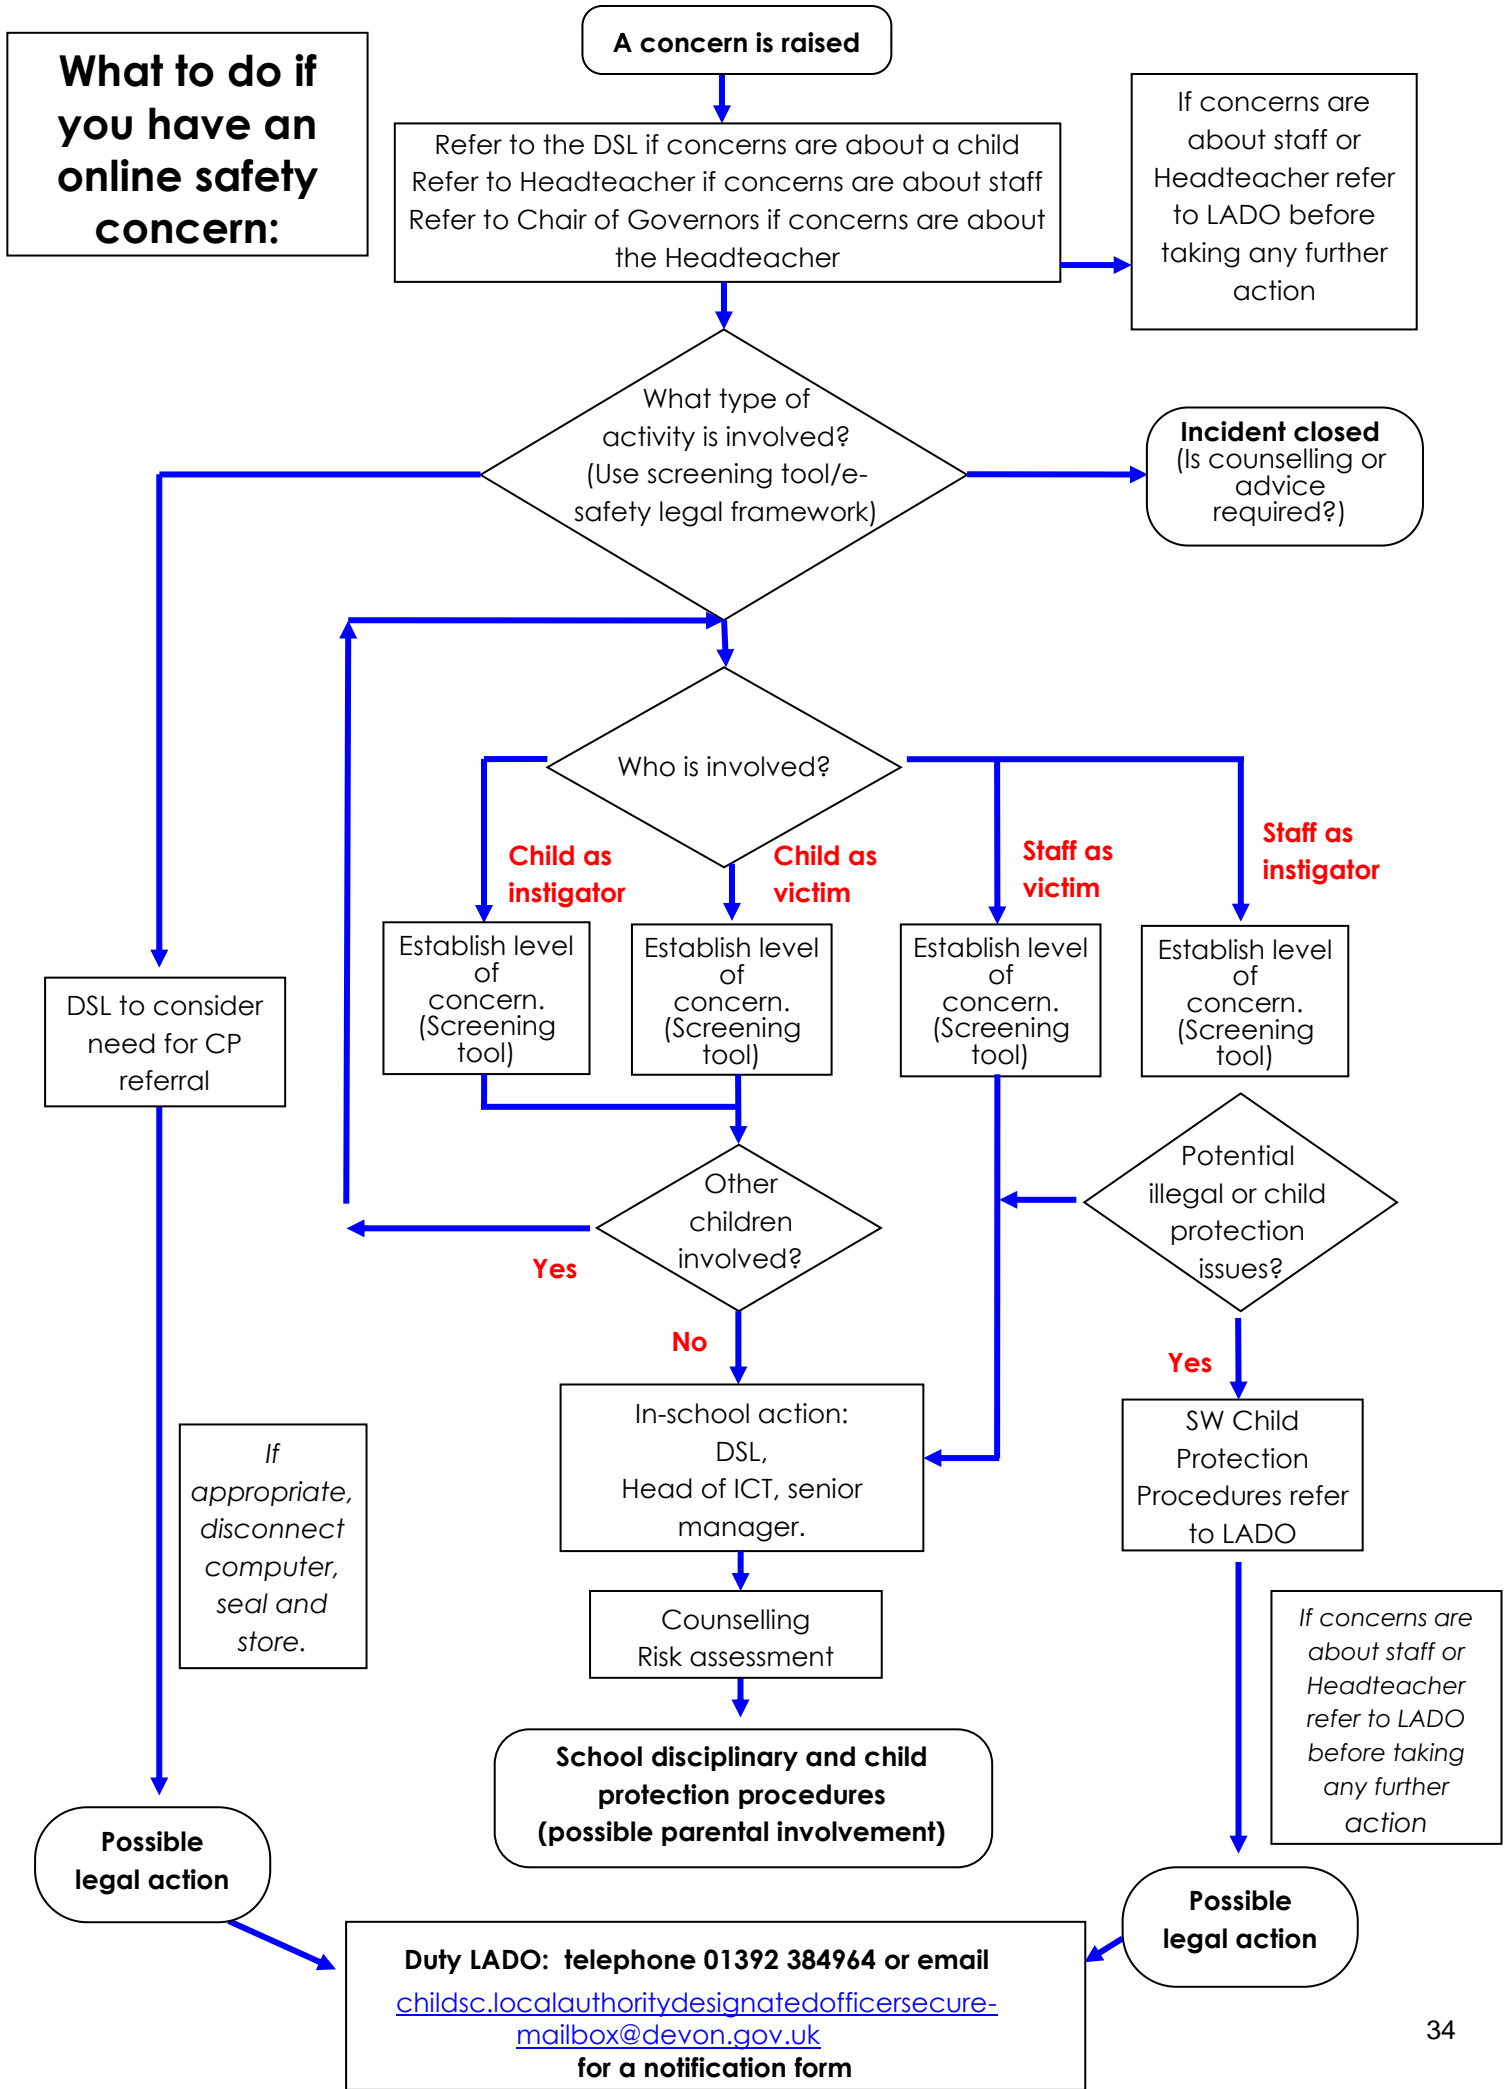 What to do if
you have an
online safety
concern:
A concern is raised
Refer to the DSL if concerns are about a child
Refer to Headteacher if concerns are about staff
Refer to Chair of Governors if concerns are about
the Headteacher
If concerns are
about staff or
Headteacher refer
to LADO before
taking any further
action
What type of
activity is involved?
(Use screening tool/e-
safety legal framework)
Incident closed
(Is counselling or
advice
required?)
Who is involved?
Child as
instigator
Child as
victim
Staff as
victim
Staff as
instigator
Establish level
of
concern.
(Screening
tool)
Establish level
of
concern.
(Screening
tool)
Establish level
of
concern.
(Screening
tool)
Establish level
of
concern.
(Screening
tool)
DSL to consider
need for CP
referral
Other
children
involved?
Potential
illegal or child
protection
issues?
Yes
No
Yes
In-school action:
DSL,
Head of ICT, senior
manager.
SW Child
Protection
Procedures refer
to LADO
If
appropriate,
disconnect
computer,
seal and
store.
Counselling
Risk assessment
If concerns are
about staff or
Headteacher
refer to LADO
before taking
any further
action
School disciplinary and child
protection procedures
(possible parental involvement)
Possible
legal action
Possible
legal action
Duty LADO:  telephone 01392 384964 or email
childsc.localauthoritydesignatedofficersecure-
mailbox@devon.gov.uk
for a notification form
34